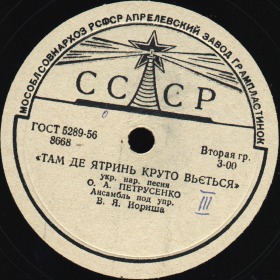 МОСОБЛСОВНАРХОЗ РСФСР АПРЕЛЕВСКИЙ ЗАВОД ГРАМПЛАСТИНОК
СССР
ГОСТ 5289-56
8668
Вторая гр.
3-00
«ТАМ ДЕ ЯТРИНЬ КРУТО ВЬЄТЬСЯ»
укр. нар. песня
О. А. ПЕТРУСЕНКО
Ансамбль под упр.
В. Я. Иориша
III